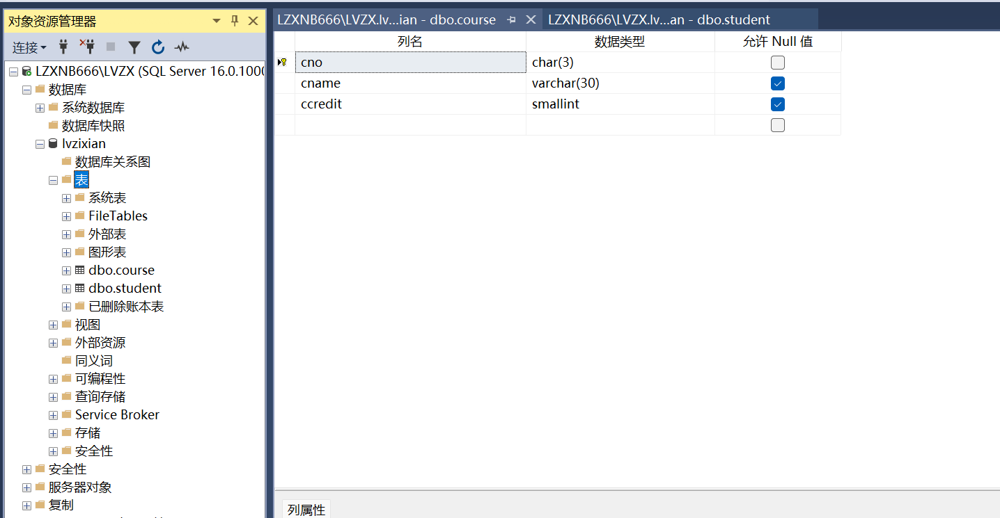 对象资源管理器
连接
LZXNB666\LVZX (SQL Server 16.0.100
数据库
系统数据库
数据库快照
lvzixian
数据库关系图
表
系统表
FileTables
外部表
图形表
dbo.course
dbo.student
已删除账本表
视图
外部资源
同义词
可编程性
查询存储
Service Broker
存储
安全性
安全性
服务器对象
复制
LZXNB666\LVZX.lv...ian - dbo.course
LZXNB666\LVZX.lv...an - dbo.student
列名 数据类型 允许 Null 值
cno char(3)
cname varchar(30)
ccredit smallint
列属性